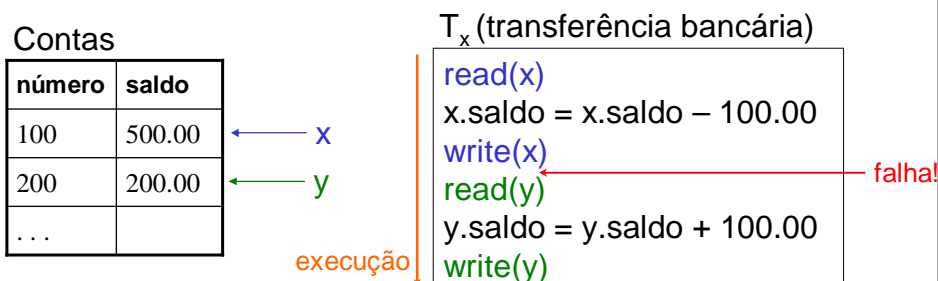 Contas
número saldo
100 500.00
x
200 200.00
y
. . .
Tx (transferência bancária)
read(x)
x.saldo = x.saldo – 100.00
write(x)
falha!
read(y)
y.saldo = y.saldo + 100.00
execução
write(y)